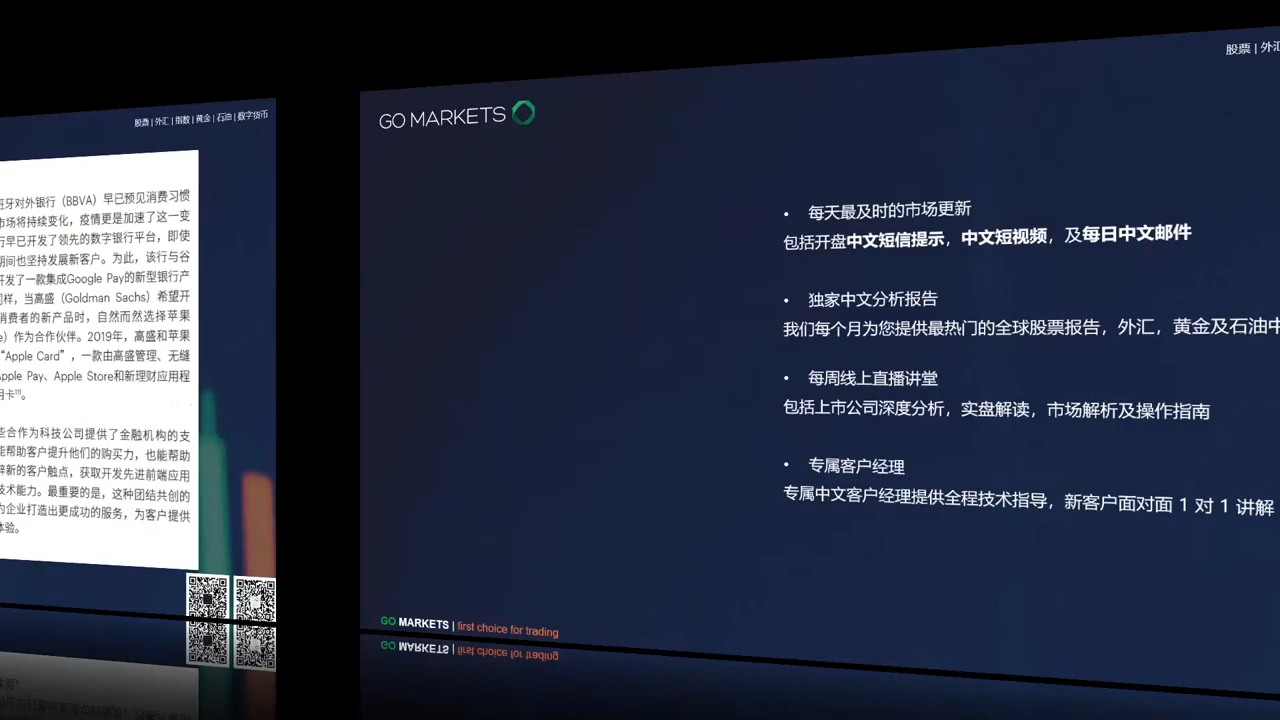 股票 | 外汇 | 指数 | 黄金 | 石油 | 数字货币
班牙对外银行（BBVA）早已预见消费习惯
市场将持续变化，疫情更是加速了这一变
行早已开发了领先的数字银行平台，即使
期间也坚持发展新客户。为此，该行与谷
开发了一款集成Google Pay的新型银行产
同样，当高盛（Goldman Sachs）希望开
消费者的新产品时，自然而然选择苹果
e）作为合作伙伴。2019年，高盛和苹果
“Apple Card”，一款由高盛管理、无缝
Apple Pay、Apple Store和新理财应用程
用卡
些合作为科技公司提供了金融机构的支
能帮助客户提升他们的购买力，也能帮助
辟新的客户触点，获取开发先进前端应用
技术能力。最重要的是，这种团结共创的
为企业打造出更成功的服务，为客户提供
体验。
股票 | 外汇
GO MARKETS
• 每天最及时的市场更新
包括开盘中文短信提示，中文短视频，及每日中文邮件
• 独家中文分析报告
我们每个月为您提供最热门的全球股票报告，外汇，黄金及石油中
• 每周线上直播讲堂
包括上市公司深度分析，实盘解读，市场解析及操作指南
• 专属客户经理
专属中文客户经理提供全程技术指导，新客户面对面 1 对 1 讲解
GO MARKETS | first choice for trading